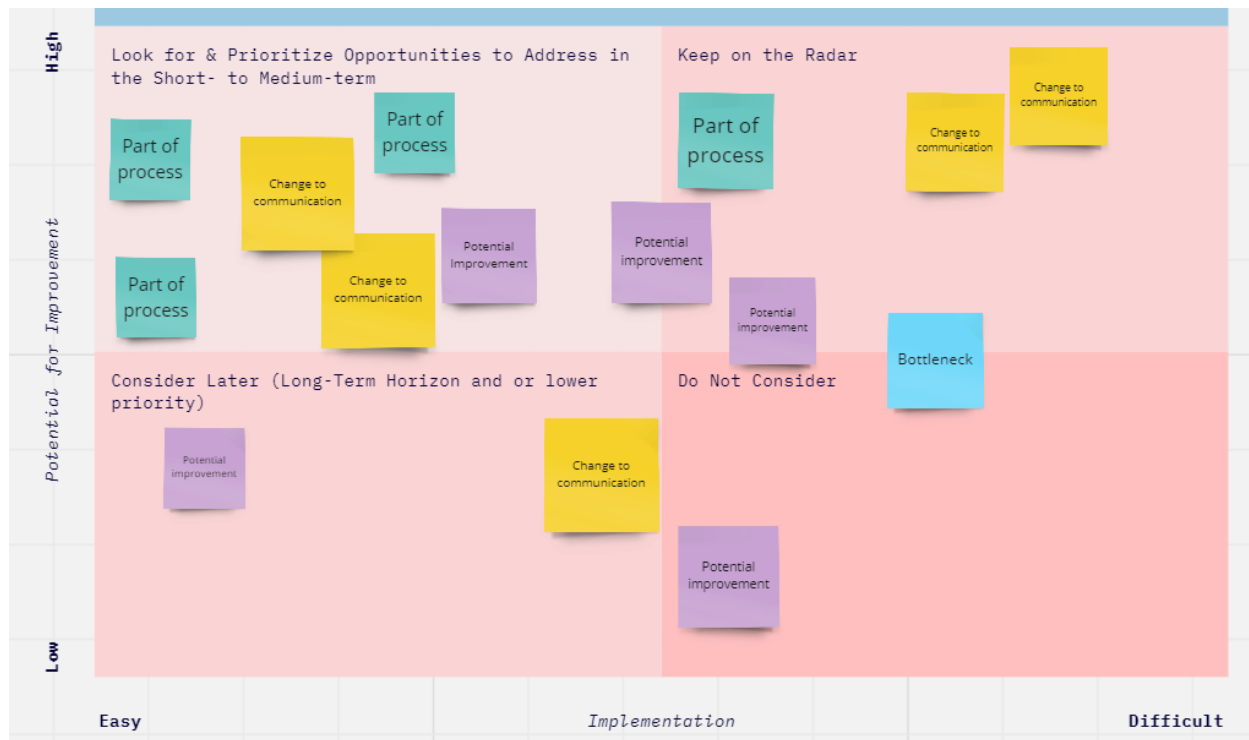 High
Look for & Prioritize Opportunities to Address in
the Short- to Medium-term
Keep on the Radar
Change to
communication
Part of
process
Part of
process
Change to
communication
Part of
process
Change to
communication
Potential
Improvement
Potential
improvement
Part of
process
Change to
communication
Potential
improvement
Bottleneck
Potential for Improvement
Consider Later (Long-Term Horizon and or lower
priority)
Do Not Consider
Potential
improvement
Change to
communication
Potential
improvement
Low
Easy
Implementation
Difficult